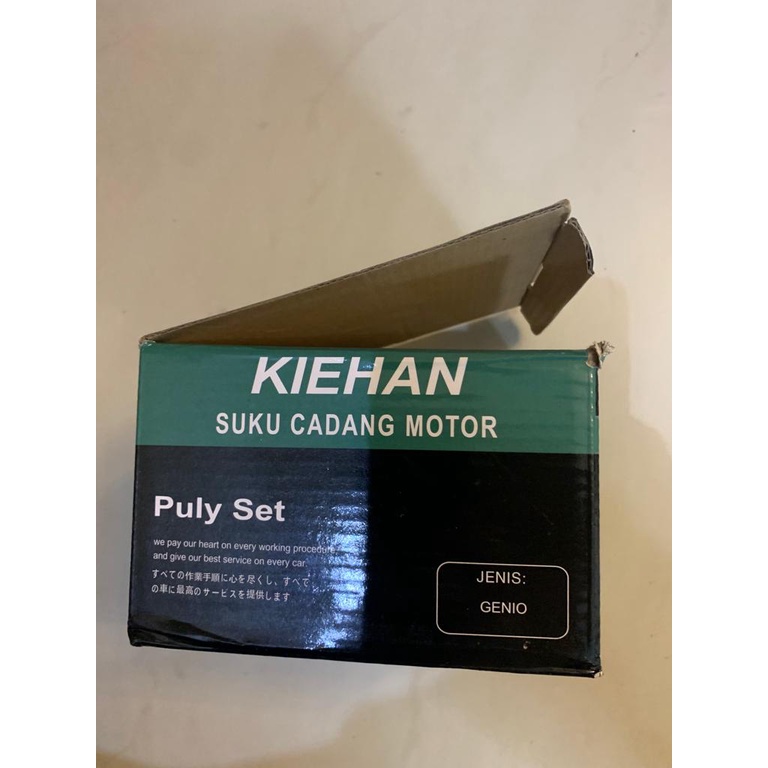 KIEHAN
SUKU CADANG MOTOR
Puly Set
we pay our heart on every working procedure,
and give our best service on every car.
すべての作業手順に心を尽くし、すべて
の車に最高のサービスを提供します
JENIS:
GENIO